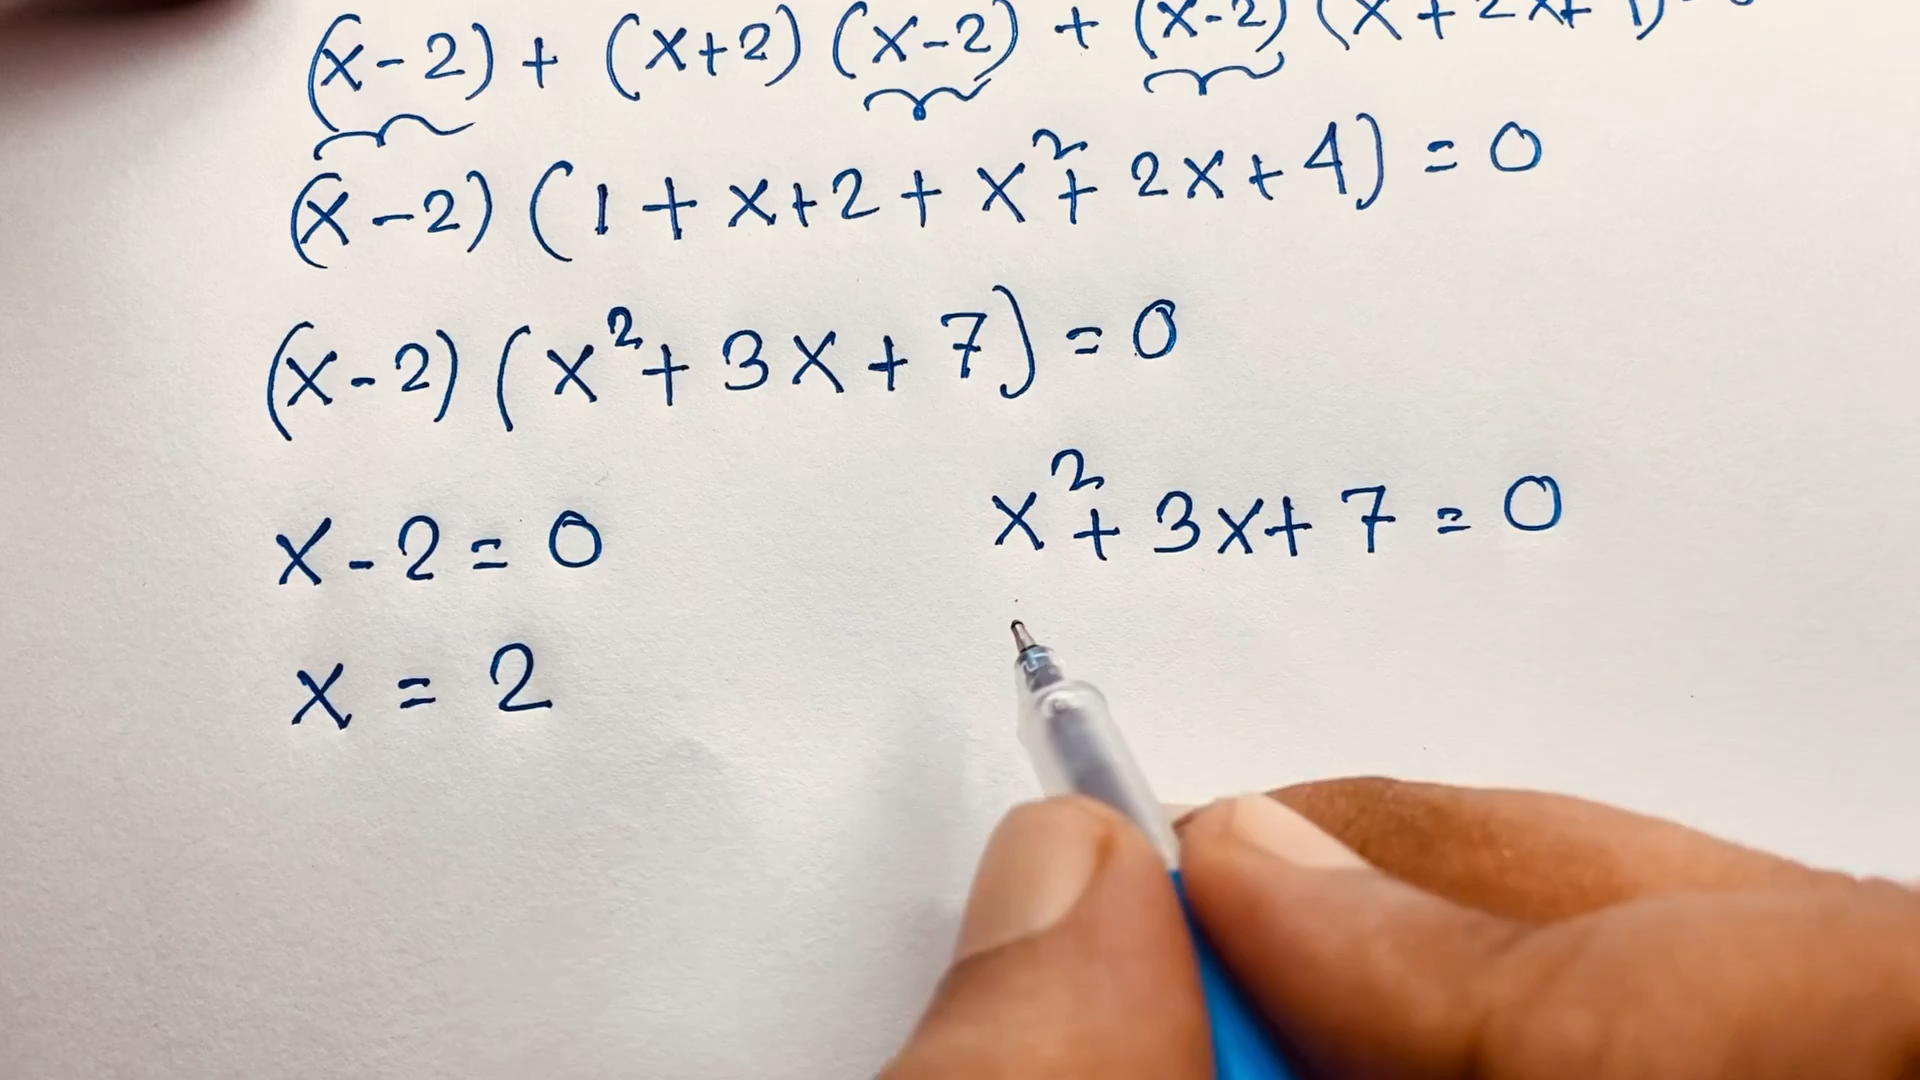 (x-2) + (x+2) (x-2) + (x-2)
(x-2) (1 + x+2 + x² + 2x+4) = 0
(x-2) (x² + 3x + 7) = 0
x-2 = 0
x² + 3x + 7 = 0
x = 2